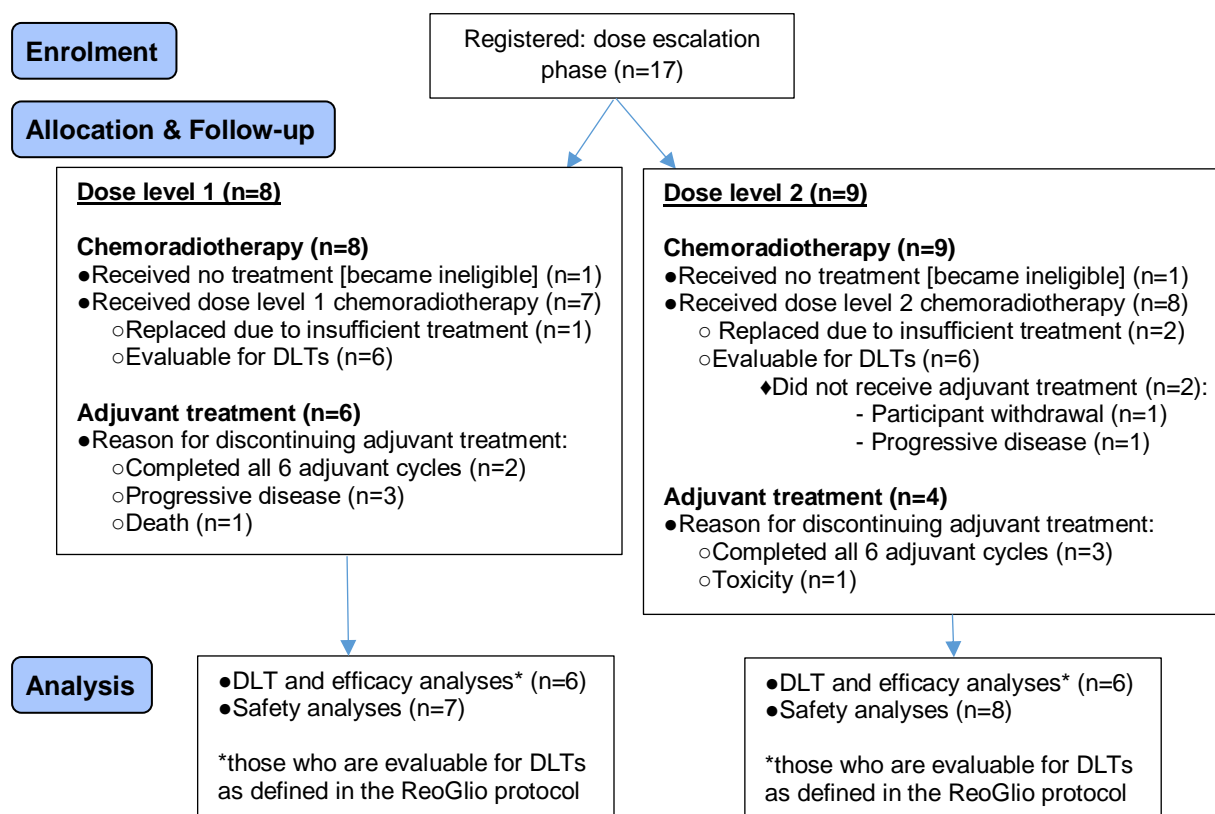 Enrolment
Registered: dose escalation
phase (n=17)
Allocation & Follow-up
Dose level 1 (n=8)
Chemoradiotherapy (n=8)
●Received no treatment [became ineligible] (n=1)
●Received dose level 1 chemoradiotherapy (n=7)
○Replaced due to insufficient treatment (n=1)
○Evaluable for DLTs (n=6)
Adjuvant treatment (n=6)
●Reason for discontinuing adjuvant treatment:
○Completed all 6 adjuvant cycles (n=2)
○Progressive disease (n=3)
○Death (n=1)
Dose level 2 (n=9)
Chemoradiotherapy (n=9)
●Received no treatment [became ineligible] (n=1)
●Received dose level 2 chemoradiotherapy (n=8)
○ Replaced due to insufficient treatment (n=2)
○Evaluable for DLTs (n=6)
♦Did not receive adjuvant treatment (n=2):
- Participant withdrawal (n=1)
- Progressive disease (n=1)
Adjuvant treatment (n=4)
●Reason for discontinuing adjuvant treatment:
○Completed all 6 adjuvant cycles (n=3)
○Toxicity (n=1)
Analysis
●DLT and efficacy analyses* (n=6)
●Safety analyses (n=7)
*those who are evaluable for DLTs
as defined in the ReoGlio protocol
●DLT and efficacy analyses* (n=6)
●Safety analyses (n=8)
*those who are evaluable for DLTs
as defined in the ReoGlio protocol